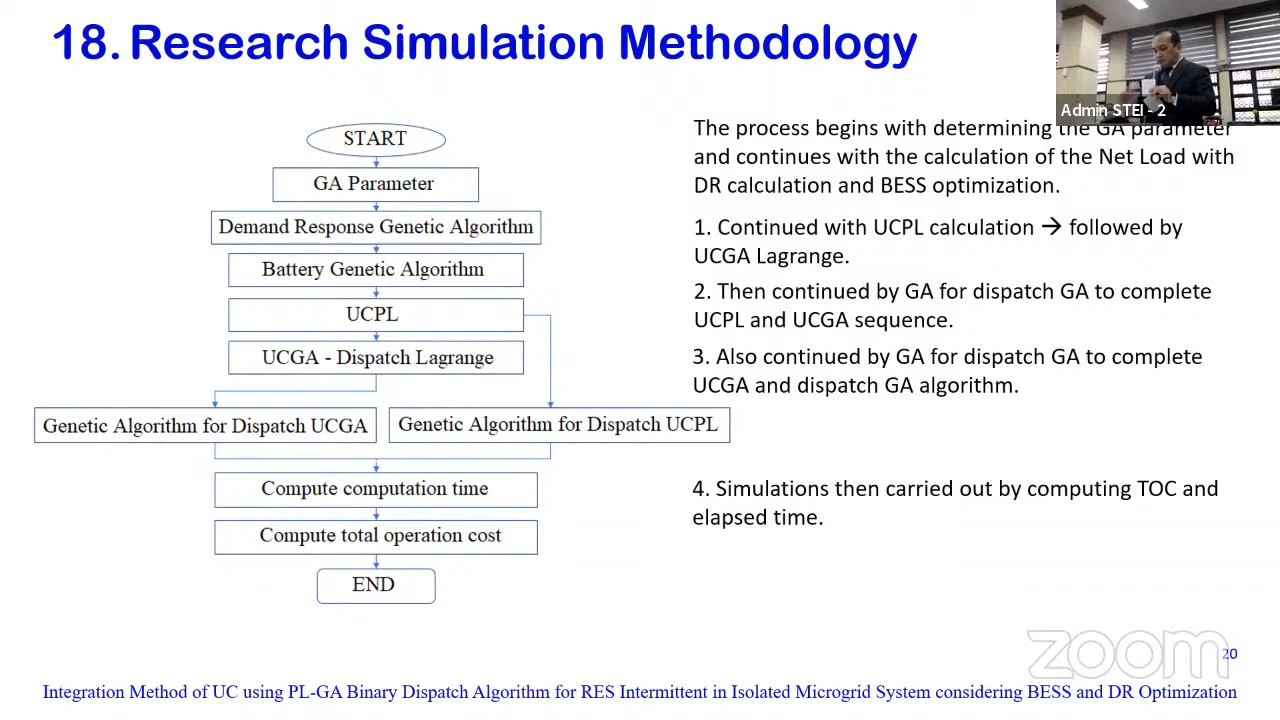 18. Research Simulation Methodology
Admin STEI - 2
START
GA Parameter
Demand Response Genetic Algorithm
Battery Genetic Algorithm
UCPL
UCGA - Dispatch Lagrange
Genetic Algorithm for Dispatch UCGA
Genetic Algorithm for Dispatch UCPL
Compute computation time
Compute total operation cost
END
The process begins with determining the GA parameter
and continues with the calculation of the Net Load with
DR calculation and BESS optimization.
1. Continued with UCPL calculation → followed by
UCGA Lagrange.
2. Then continued by GA for dispatch GA to complete
UCPL and UCGA sequence.
3. Also continued by GA for dispatch GA to complete
UCGA and dispatch GA algorithm.
4. Simulations then carried out by computing TOC and
elapsed time.
zoom
20
Integration Method of UC using PL-GA Binary Dispatch Algorithm for RES Intermittent in Isolated Microgrid System considering BESS and DR Optimization